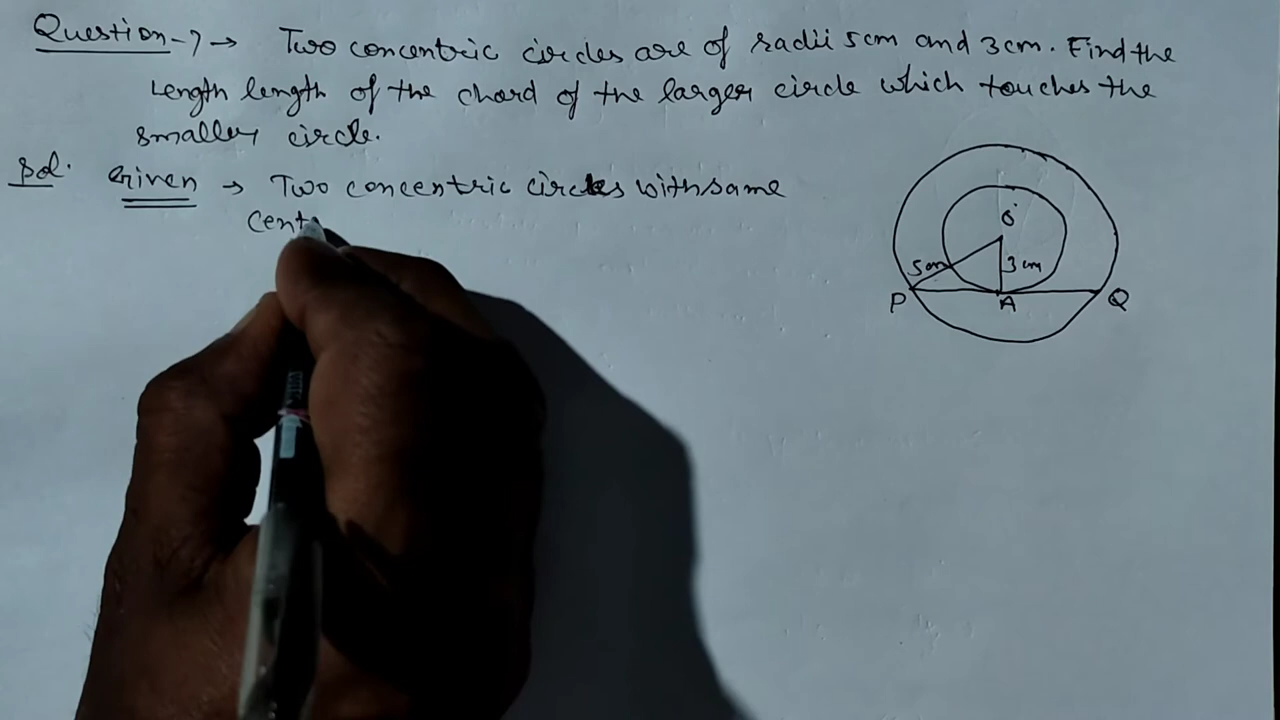 Question-7 → Two concentric circles are of radii 5cm and 3cm. Find the
Length length of the chord of the larger circle which touches the
smaller circle.
Sol. Given → Two concentric circles with same
Cent
O
5cm 3cm
P A Q